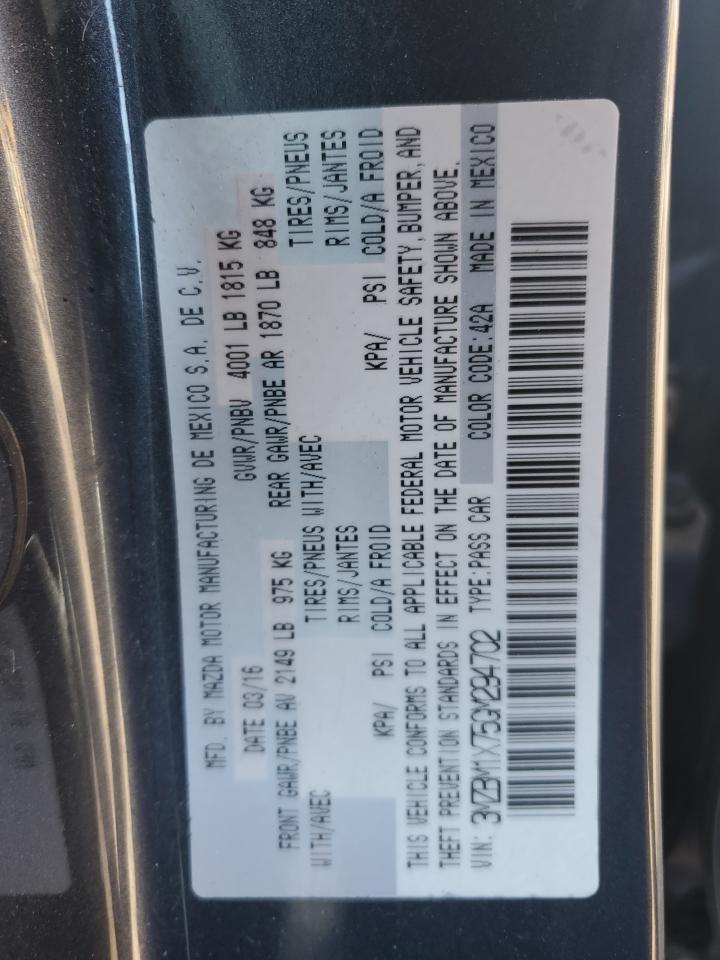 MFD. BY MAZDA MOTOR MANUFACTURING DE MEXICO S.A. DE C.V.
DATE 03/16 GVWR/PNBV 4001 LB 1815 KG
FRONT GAWR/PNBE AV 2149 LB 975 KG REAR GAWR/PNBE AR 1870 LB 848 KG
WITH/AVEC TIRES/PNEUS WITH/AVEC TIRES/PNEUS
RIMS/JANTES RIMS/JANTES
KPA/ PSI COLD/A FROID KPA/ PSI COLD/A FROID
THIS VEHICLE CONFORMS TO ALL APPLICABLE FEDERAL MOTOR VEHICLE SAFETY, BUMPER, AND
THEFT PREVENTION STANDARDS IN EFFECT ON THE DATE OF MANUFACTURE SHOWN ABOVE.
VIN: 3MZBM1X75GM294702 TYPE:PASS CAR COLOR CODE:42A MADE IN MEXICO